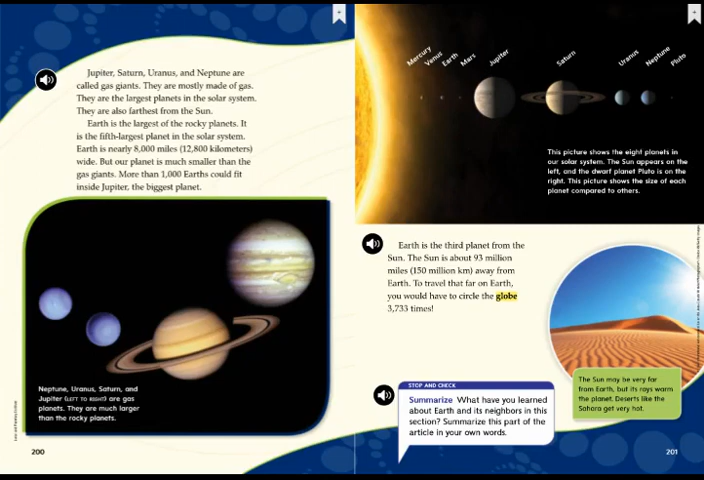 Jupiter, Saturn, Uranus, and Neptune are
called gas giants. They are mostly made of gas.
They are the largest planets in the solar system.
They are also farthest from the Sun.
Earth is the largest of the rocky planets. It
is the fifth-largest planet in the solar system.
Earth is nearly 8,000 miles (12,800 kilometers)
wide. But our planet is much smaller than the
gas giants. More than 1,000 Earths could fit
inside Jupiter, the biggest planet.
Neptune, Uranus, Saturn, and
Jupiter (LEFT TO RIGHT) are gas
planets. They are much larger
than the rocky planets.
200
Mercury
Venus
Earth
Mars
Jupiter
Saturn
Uranus
Neptune
Pluto
This picture shows the eight planets in
our solar system. The Sun appears on the
left, and the dwarf planet Pluto is on the
right. This picture shows the size of each
planet compared to others.
Earth is the third planet from the
Sun. The Sun is about 93 million
miles (150 million km) away from
Earth. To travel that far on Earth,
you would have to circle the globe
3,733 times!
The Sun may be very far
from Earth, but its rays warm
the planet. Deserts like the
Sahara get very hot.
STOP AND CHECK
Summarize What have you learned
about Earth and its neighbors in this
section? Summarize this part of the
article in your own words.
201